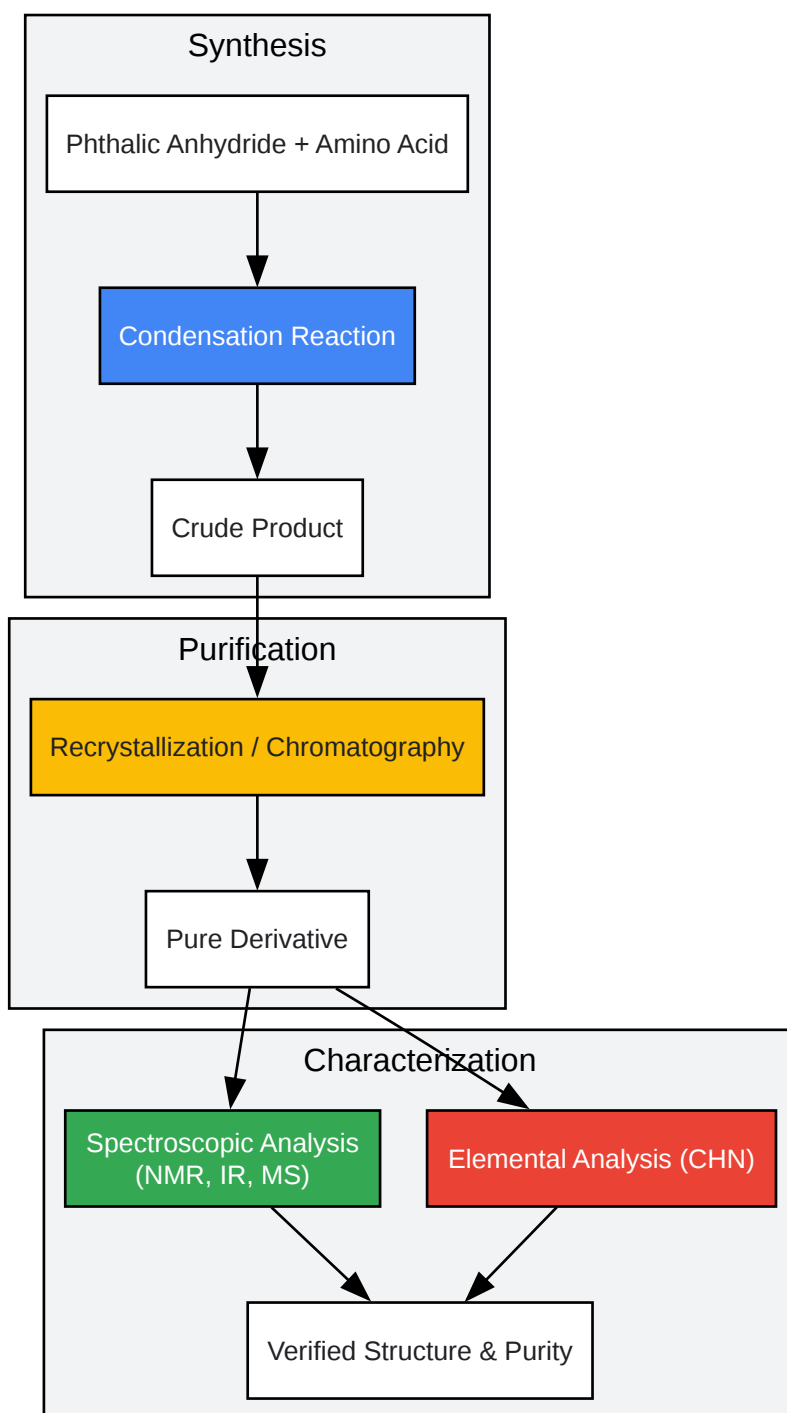 Synthesis
Phthalic Anhydride + Amino Acid
Condensation Reaction
Crude Product
Purification
Recrystallization / Chromatography
Pure Derivative
Characterization
Spectroscopic Analysis
(NMR, IR, MS)
Elemental Analysis (CHN)
Verified Structure & Purity